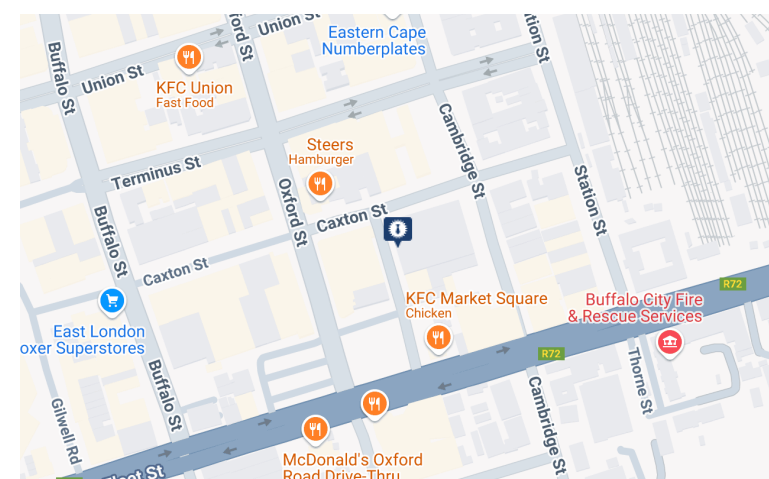 Union St
Eastern Cape
Numberplates
Buffalo St
Union St
KFC Union
Fast Food
Cambridge St
Steers
Hamburger
Terminus St
Oxford St
Station St
Buffalo St
Caxton St
Caxton St
R72
KFC Market Square
Chicken
Buffalo City Fire
& Rescue Services
East London
oxer Superstores
R72
Thorne St
Buffalo St
Gilwell Rd
Cambridge St
McDonald's Oxford
Road Drive-Thru